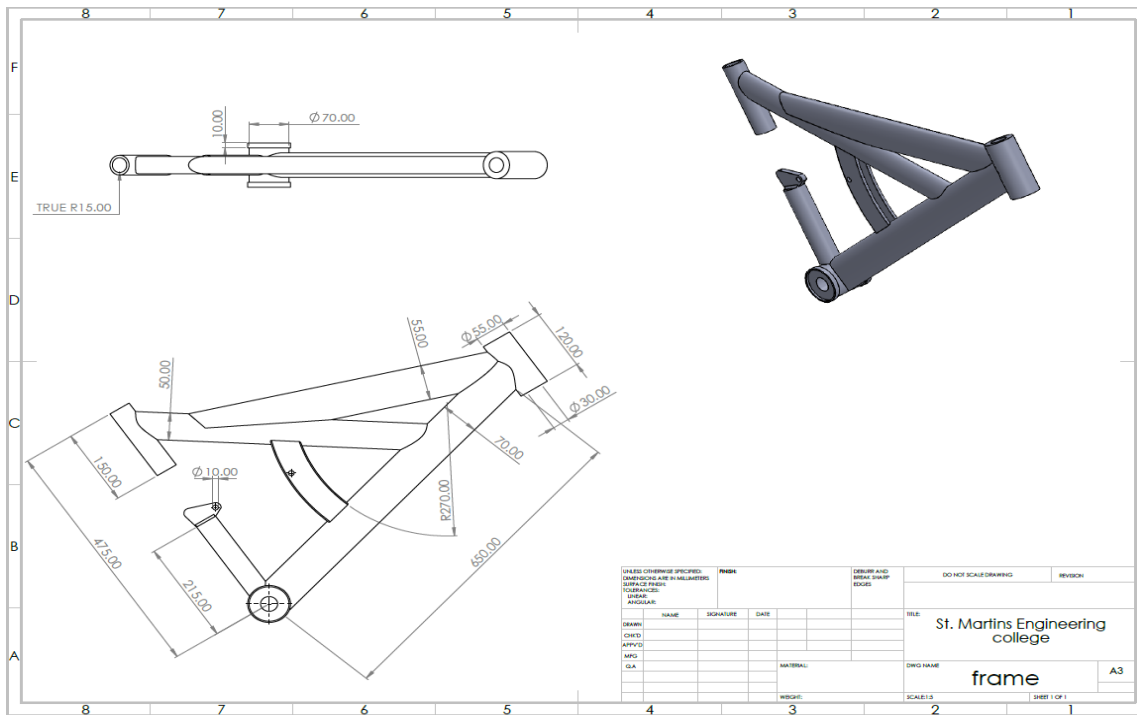 8 7 6 5 4 3 2 1
F
E
D
C
B
A
10.00
Ø 70.00
TRUE R15.00
55.00
Ø 55.00
120.00
50.00
Ø 30.00
70.00
150.00
Ø 10.00
R270.00
475.00
215.00
650.00
UNLESS OTHERWISE SPECIFIED:
DIMENSIONS ARE IN MILLIMETERS
SURFACE FINISH:
TOLERANCES:
LINEAR:
ANGULAR:
FINISH:
DEBURR AND
BREAK SHARP
EDGES
DO NOT SCALE DRAWING
REVISION
NAME SIGNATURE DATE
DRAWN
CHK'D
APPV'D
MFG
Q.A
TITLE:
St. Martins Engineering
college
MATERIAL:
DWG NAME
frame
A3
WEIGHT:
SCALE:1:5
SHEET 1 OF 1
8 7 6 5 4 3 2 1